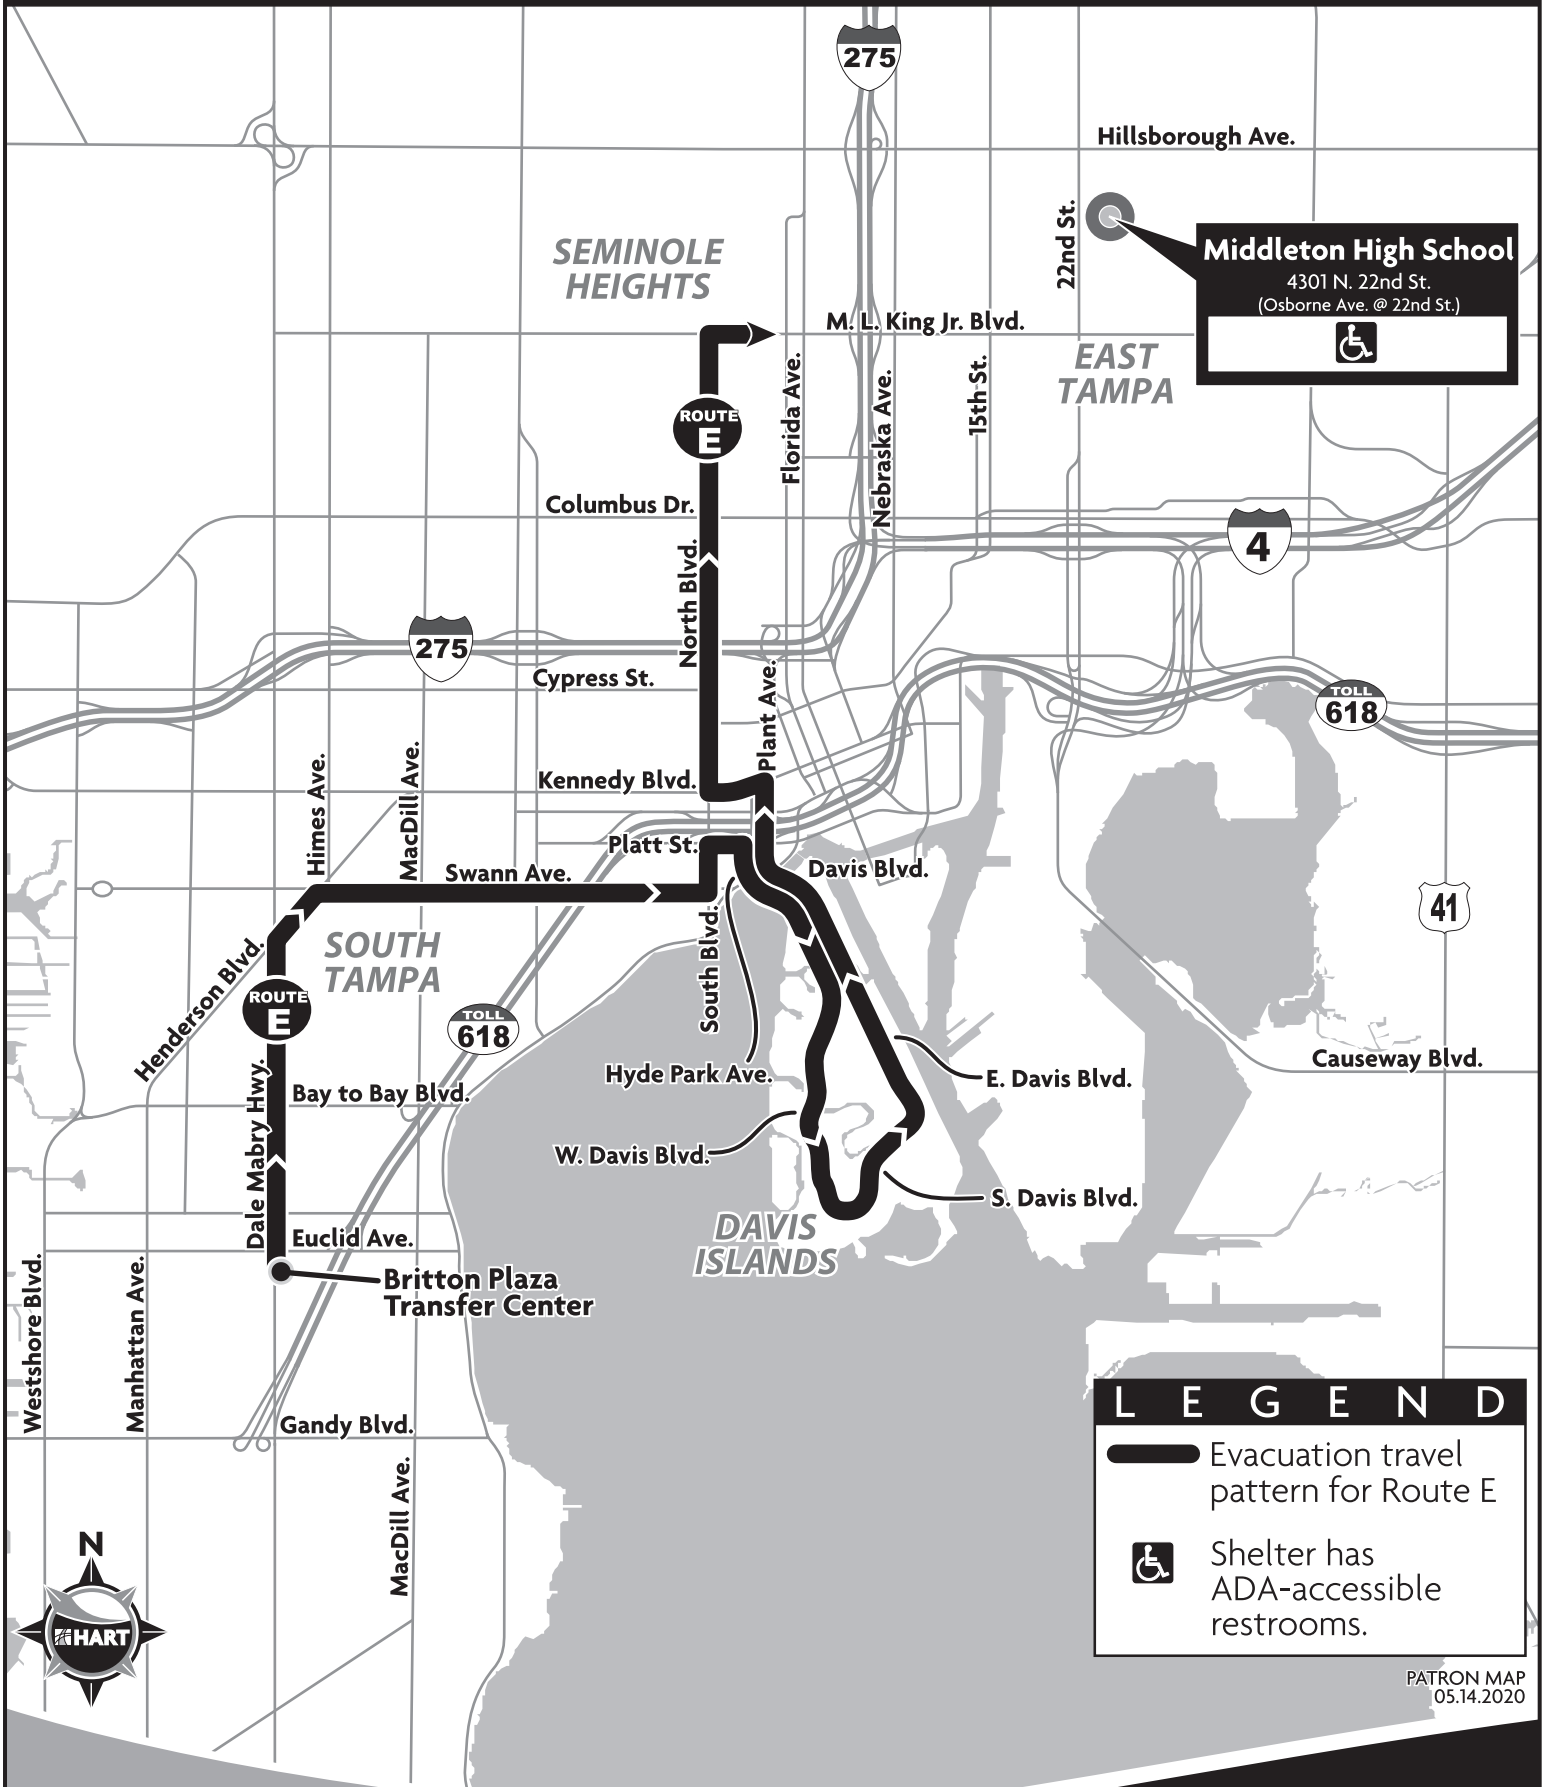 275
Hillsborough Ave.
22nd St.
SEMINOLE
HEIGHTS
Middleton High School
4301 N. 22nd St.
(Osborne Ave. @ 22nd St.)
M. L. King Jr. Blvd.
EAST
TAMPA
Florida Ave.
Nebraska Ave.
15th St.
ROUTE
E
Columbus Dr.
4
North Blvd.
275
Cypress St.
Plant Ave.
TOLL
618
Himes Ave.
MacDill Ave.
Kennedy Blvd.
Platt St.
Davis Blvd.
Swann Ave.
41
SOUTH
TAMPA
South Blvd.
Henderson Blvd.
ROUTE
E
TOLL
618
Causeway Blvd.
Hyde Park Ave.
E. Davis Blvd.
Dale Mabry Hwy.
Bay to Bay Blvd.
W. Davis Blvd.
S. Davis Blvd.
DAVIS
ISLANDS
Euclid Ave.
Britton Plaza
Transfer Center
Westshore Blvd.
Manhattan Ave.
Gandy Blvd.
MacDill Ave.
LEGEND
Evacuation travel
pattern for Route E
Shelter has
ADA-accessible
restrooms.
N
HART
PATRON MAP
05.14.2020